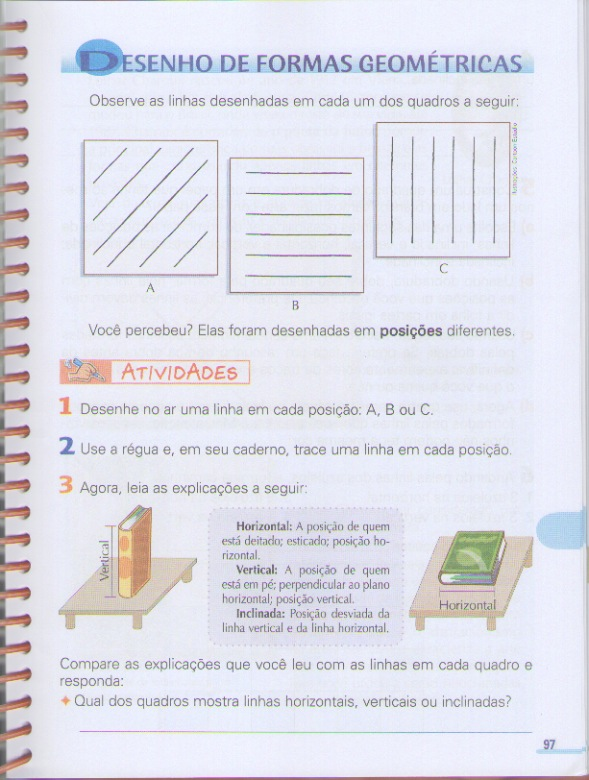 DESENHO DE FORMAS GEOMÉTRICAS
Observe as linhas desenhadas em cada um dos quadros a seguir:
Ilustrações: Cartoon Estúdio
A
B
C
Você percebeu? Elas foram desenhadas em posições diferentes.
ATIVIDADES
1 Desenhe no ar uma linha em cada posição: A, B ou C.
2 Use a régua e, em seu caderno, trace uma linha em cada posição.
3 Agora, leia as explicações a seguir:
Vertical
Horizontal: A posição de quem
está deitado; esticado; posição ho-
rizontal.
Vertical: A posição de quem
está em pé; perpendicular ao plano
horizontal; posição vertical.
Inclinada: Posição desviada da
linha vertical e da linha horizontal.
Horizontal
Compare as explicações que você leu com as linhas em cada quadro e
responda:
Qual dos quadros mostra linhas horizontais, verticais ou inclinadas?
97